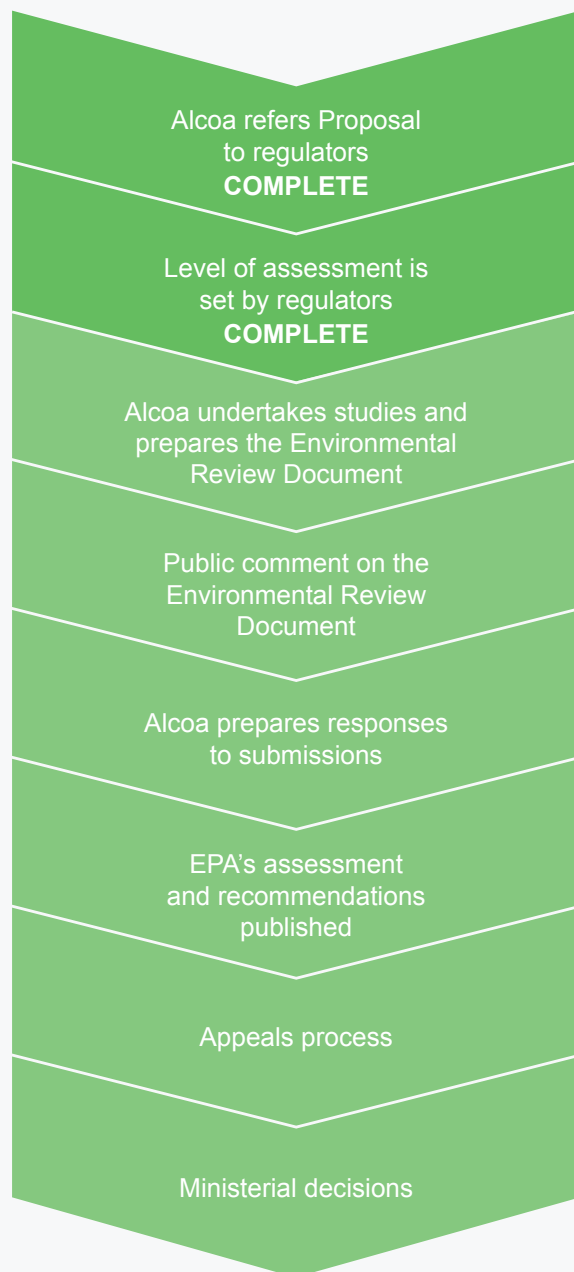 Alcoa refers Proposal
to regulators
COMPLETE
Level of assessment is
set by regulators
COMPLETE
Alcoa undertakes studies and
prepares the Environmental
Review Document
Public comment on the
Environmental Review
Document
Alcoa prepares responses
to submissions
EPA’s assessment
and recommendations
published
Appeals process
Ministerial decisions